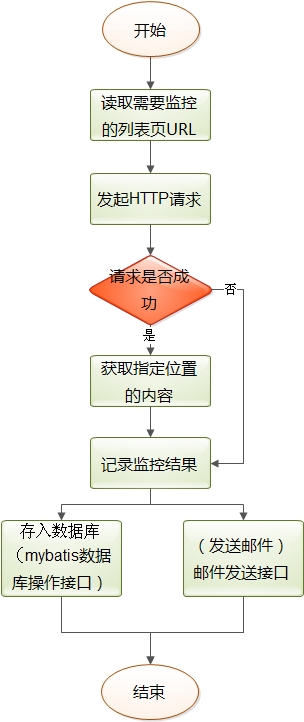 开始
读取需要监控
的列表页URL
发起HTTP请求
请求是否成
功
否
是
获取指定位置
的内容
记录监控结果
存入数据库
（mybatis数据
库操作接口）
（发送邮件）
邮件发送接口
结束